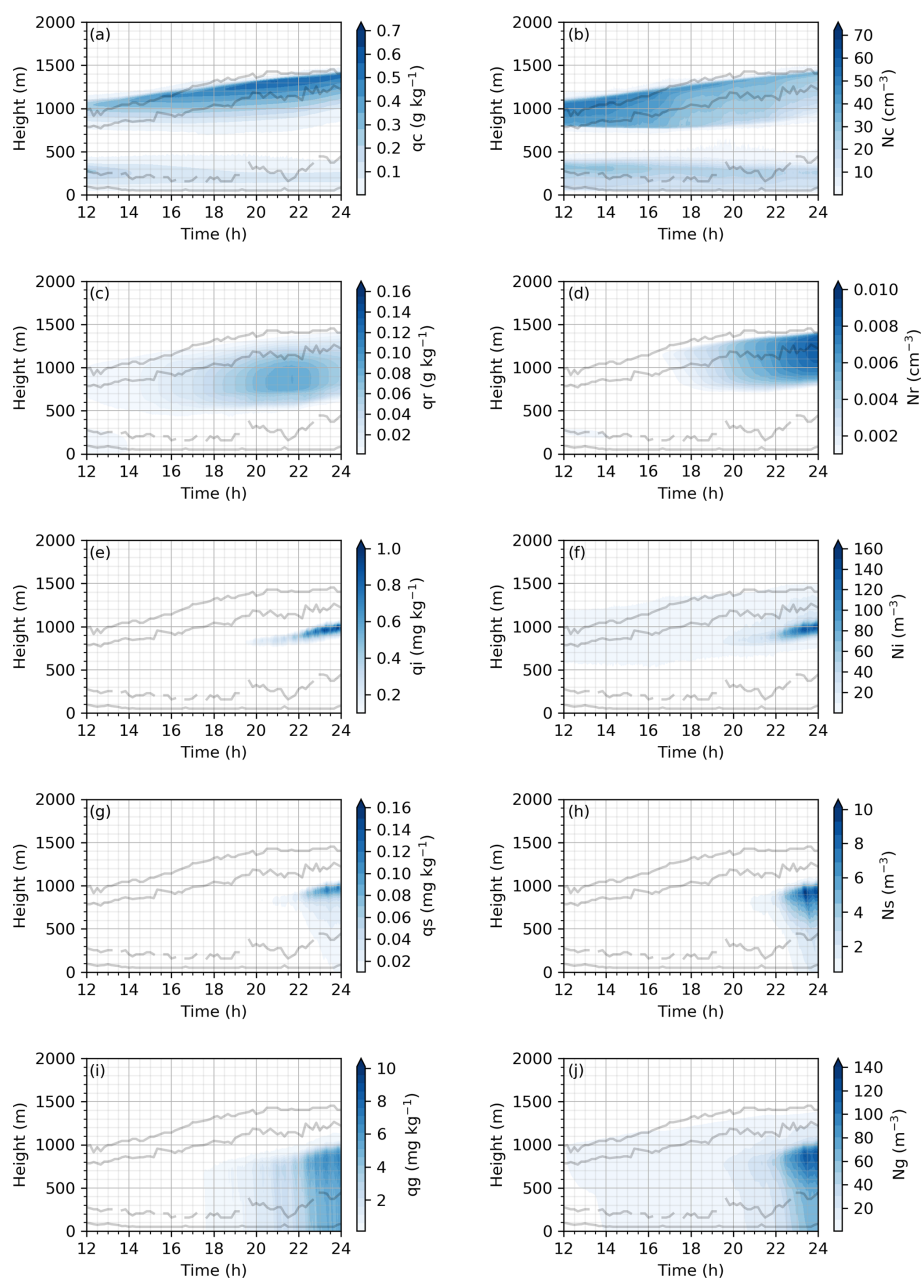 (a)
2000
1500
1000
500
0
Height (m)
12 14 16 18 20 22 24
Time (h)
0.7
0.6
0.5
0.4
0.3
0.2
0.1
qc (g kg⁻¹)
(b)
2000
1500
1000
500
0
Height (m)
12 14 16 18 20 22 24
Time (h)
70
60
50
40
30
20
10
Nc (cm⁻³)
(c)
2000
1500
1000
500
0
Height (m)
12 14 16 18 20 22 24
Time (h)
0.16
0.14
0.12
0.10
0.08
0.06
0.04
0.02
qr (g kg⁻¹)
(d)
2000
1500
1000
500
0
Height (m)
12 14 16 18 20 22 24
Time (h)
0.010
0.008
0.006
0.004
0.002
Nr (cm⁻³)
(e)
2000
1500
1000
500
0
Height (m)
12 14 16 18 20 22 24
Time (h)
1.0
0.8
0.6
0.4
0.2
qi (mg kg⁻¹)
(f)
2000
1500
1000
500
0
Height (m)
12 14 16 18 20 22 24
Time (h)
160
140
120
100
80
60
40
20
Ni (m⁻³)
(g)
2000
1500
1000
500
0
Height (m)
12 14 16 18 20 22 24
Time (h)
0.16
0.14
0.12
0.10
0.08
0.06
0.04
0.02
qs (mg kg⁻¹)
(h)
2000
1500
1000
500
0
Height (m)
12 14 16 18 20 22 24
Time (h)
10
8
6
4
2
Ns (m⁻³)
(i)
2000
1500
1000
500
0
Height (m)
12 14 16 18 20 22 24
Time (h)
10
8
6
4
2
qg (mg kg⁻¹)
(j)
2000
1500
1000
500
0
Height (m)
12 14 16 18 20 22 24
Time (h)
140
120
100
80
60
40
20
Ng (m⁻³)